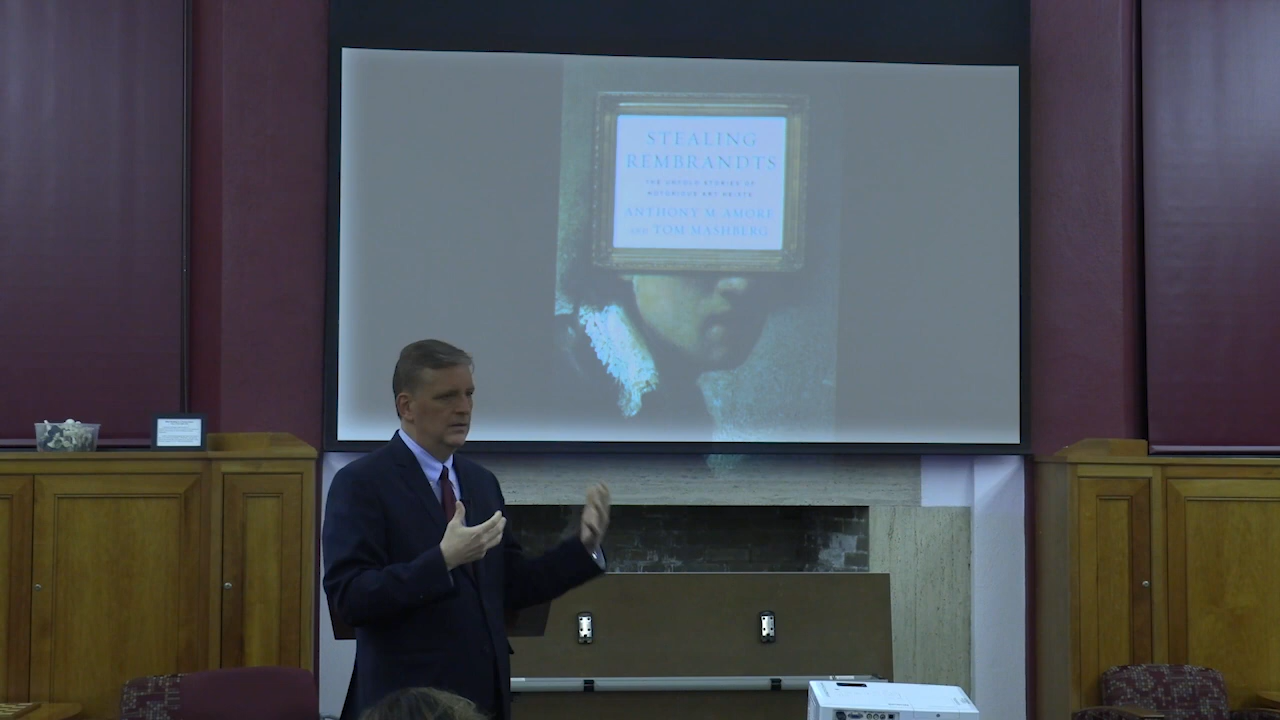 STEALING
REMBRANDTS
THE UNTOLD STORIES OF
NOTORIOUS ART HEISTS
ANTHONY M. AMORE
AND TOM MASHBERG